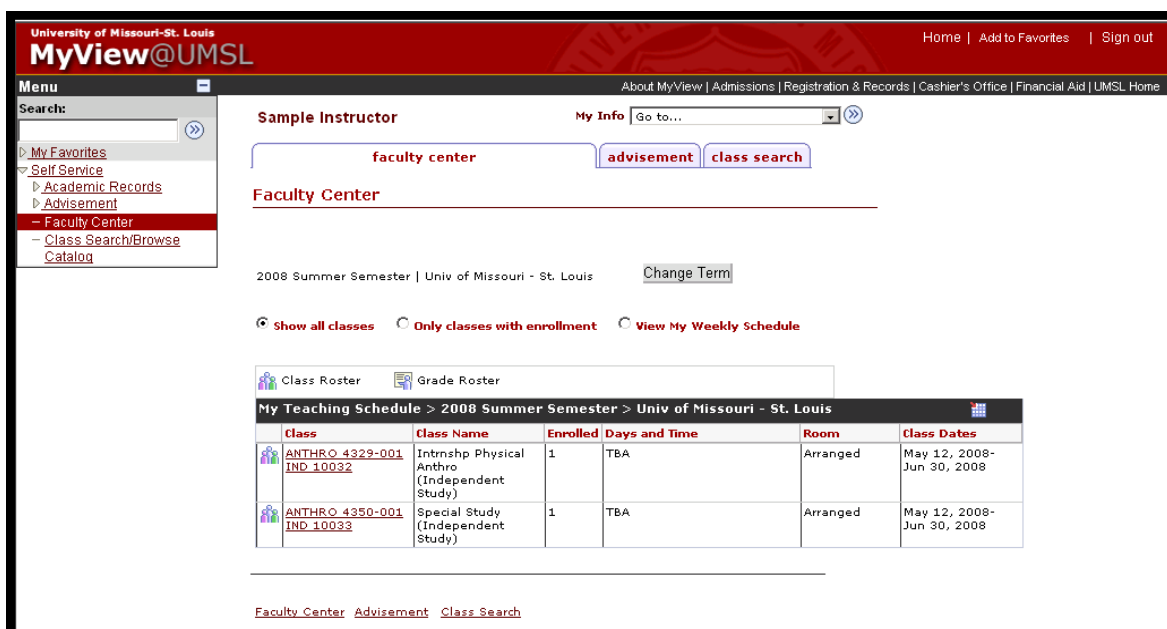 University of Missouri-St. Louis
MyView@UMSL
Home | Add to Favorites | Sign out
Menu
About MyView | Admissions | Registration & Records | Cashier's Office | Financial Aid | UMSL Home
Search:
My Favorites
Self Service
Academic Records
Advisement
– Faculty Center
– Class Search/Browse
Catalog
Sample Instructor
My Info Go to...
faculty center advisement class search
Faculty Center
2008 Summer Semester | Univ of Missouri - St. Louis Change Term
Show all classes Only classes with enrollment View My Weekly Schedule
Class Roster Grade Roster
My Teaching Schedule > 2008 Summer Semester > Univ of Missouri - St. Louis
Class Class Name Enrolled Days and Time Room Class Dates
ANTHRO 4329-001 Intrnshp Physical 1 TBA Arranged May 12, 2008-
IND 10032 Anthro Jun 30, 2008
(Independent
Study)
ANTHRO 4350-001 Special Study 1 TBA Arranged May 12, 2008-
IND 10033 (Independent Jun 30, 2008
Study)
Faculty Center Advisement Class Search